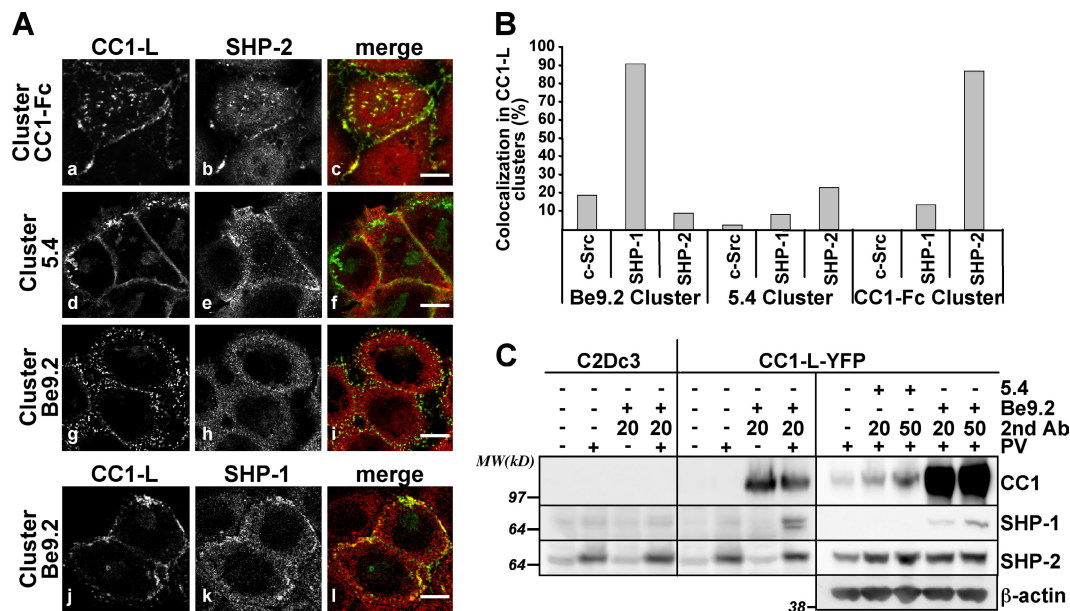 A
CC1-L SHP-2 merge
Cluster CC1-Fc
a b c
Cluster 5.4
d e f
Cluster Be9.2
g h i
CC1-L SHP-1 merge
Cluster Be9.2
j k l
B
Colocalization in CC1-L clusters (%)
100
90
80
70
60
50
40
30
20
10
c-Src SHP-1 SHP-2 c-Src SHP-1 SHP-2 c-Src SHP-1 SHP-2
Be9.2 Cluster 5.4 Cluster CC1-Fc Cluster
C
C2Dc3 CC1-L-YFP
- - - - - - - - - + + - - 5.4
- - + + - - + + - - - + + Be9.2
- - 20 20 - - 20 20 - 20 50 20 50 2nd Ab
- + - + - + - + + + + + + PV
MW(kD)
97 CC1
64 SHP-1
64 SHP-2
38 β-actin